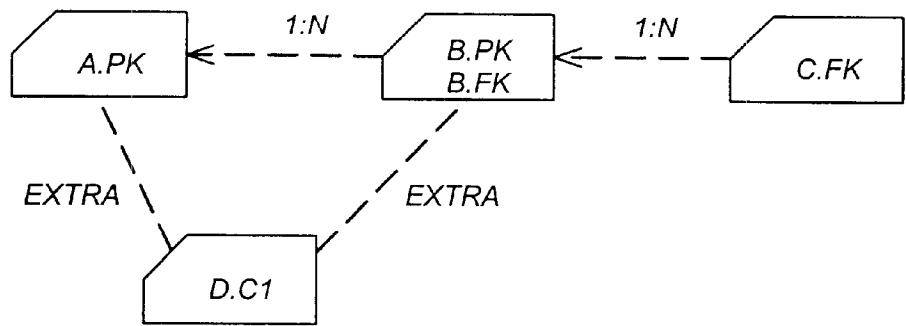 1:N
1:N
A.PK
B.PK
B.FK
C.FK
EXTRA
EXTRA
D.C1